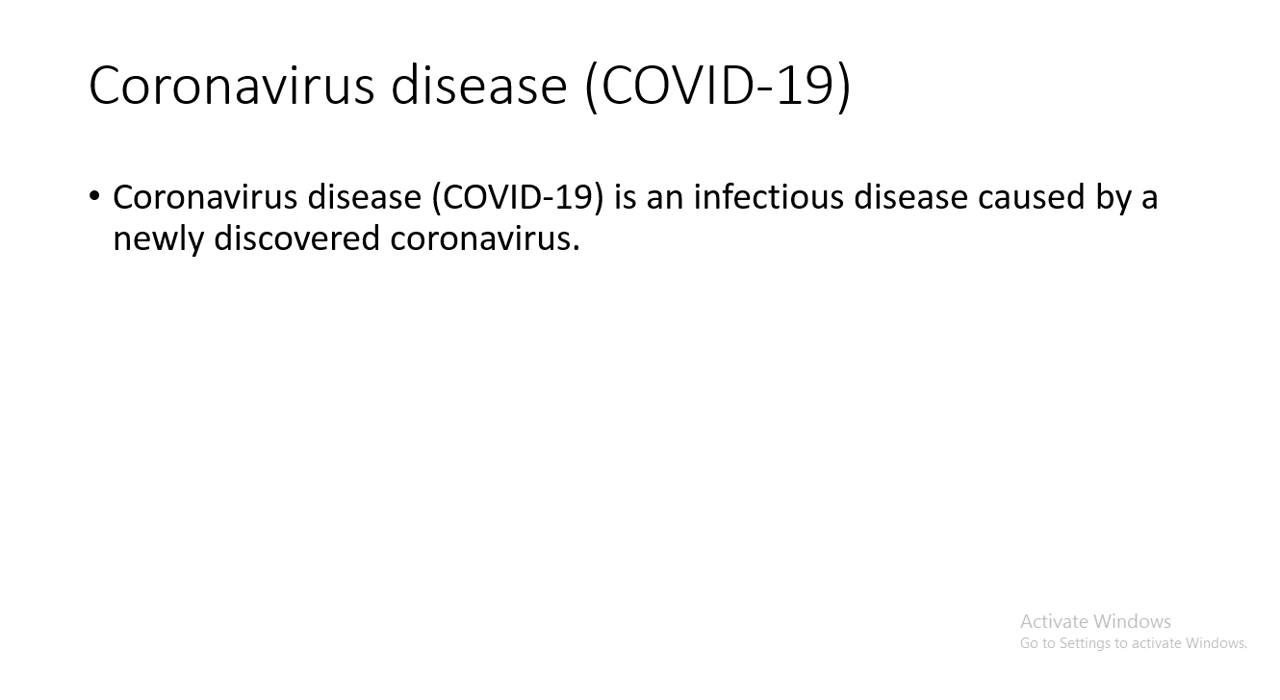 Coronavirus disease (COVID-19)
• Coronavirus disease (COVID-19) is an infectious disease caused by a
newly discovered coronavirus.
Activate Windows
Go to Settings to activate Windows.